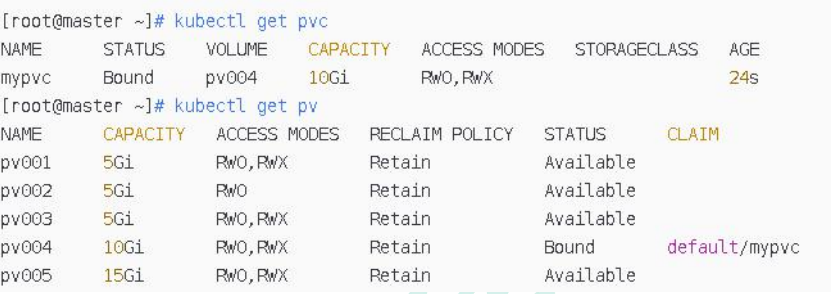 [root@master ~]# kubectl get pvc
NAME STATUS VOLUME CAPACITY ACCESS MODES STORAGECLASS AGE
mypvc Bound pv004 10Gi RWO,RWX 24s
[root@master ~]# kubectl get pv
NAME CAPACITY ACCESS MODES RECLAIM POLICY STATUS CLAIM
pv001 5Gi RWO,RWX Retain Available
pv002 5Gi RWO Retain Available
pv003 5Gi RWO,RWX Retain Available
pv004 10Gi RWO,RWX Retain Bound default/mypvc
pv005 15Gi RWO,RWX Retain Available